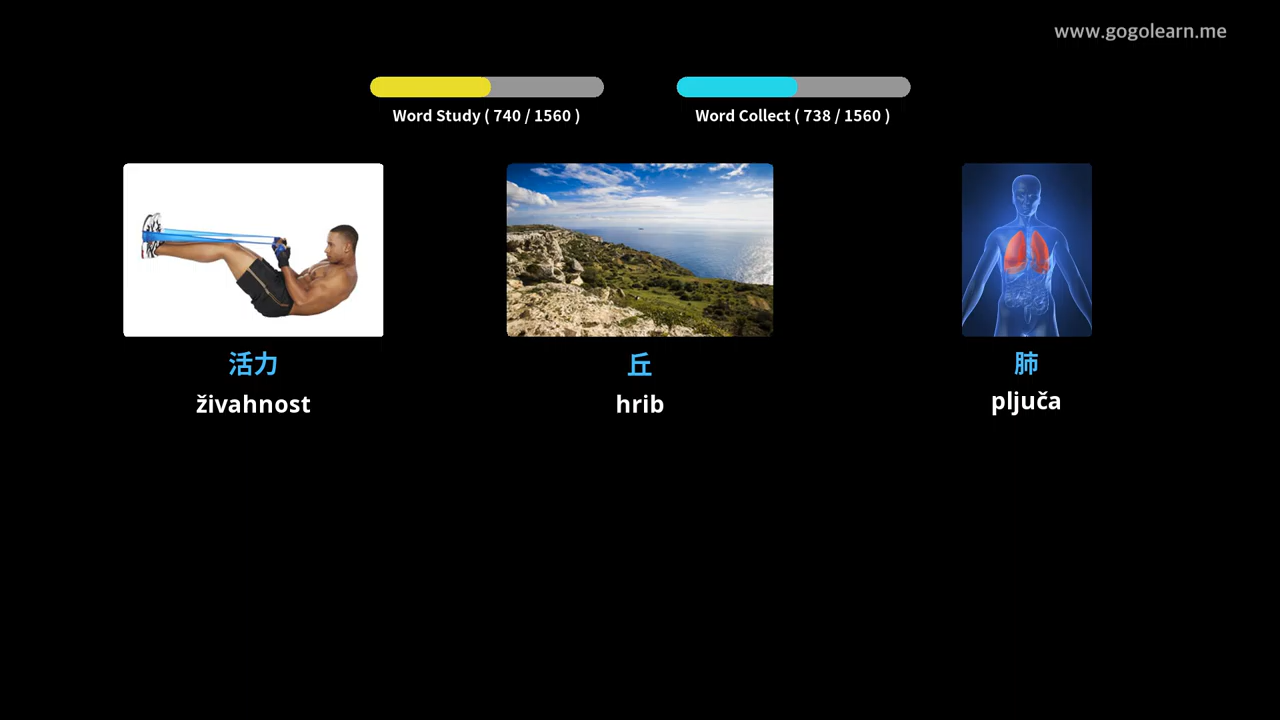 www.gogolearn.me
Word Study ( 740 / 1560 )
Word Collect ( 738 / 1560 )
活力
丘
肺
živahnost
hrib
pljuča